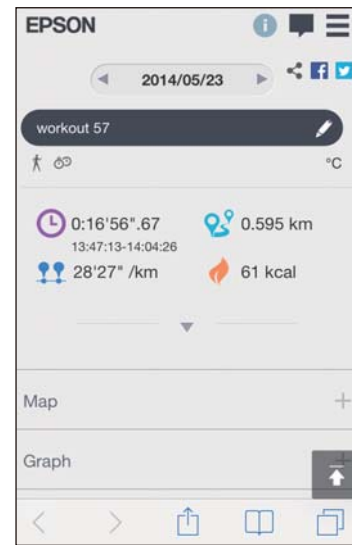 EPSON
2014/05/23
workout 57
°C
0:16'56".67
0.595 km
13:47:13-14:04:26
28'27" /km
61 kcal
Map
Graph